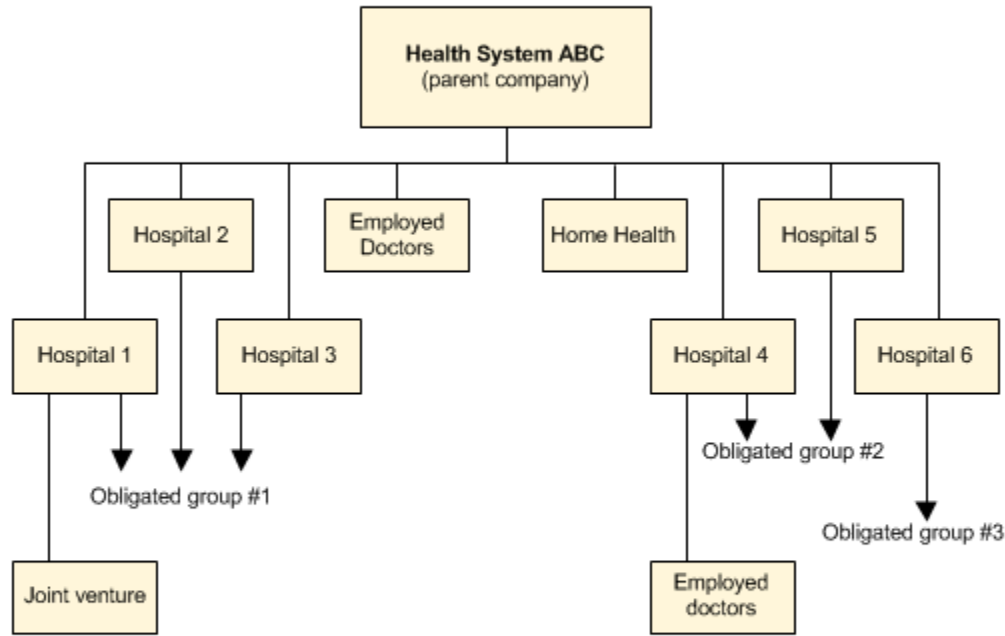 Health System ABC
(parent company)
Hospital 2
Employed
Doctors
Home Health
Hospital 5
Hospital 1
Hospital 3
Hospital 4
Hospital 6
Obligated group #1
Obligated group #2
Obligated group #3
Joint venture
Employed
doctors